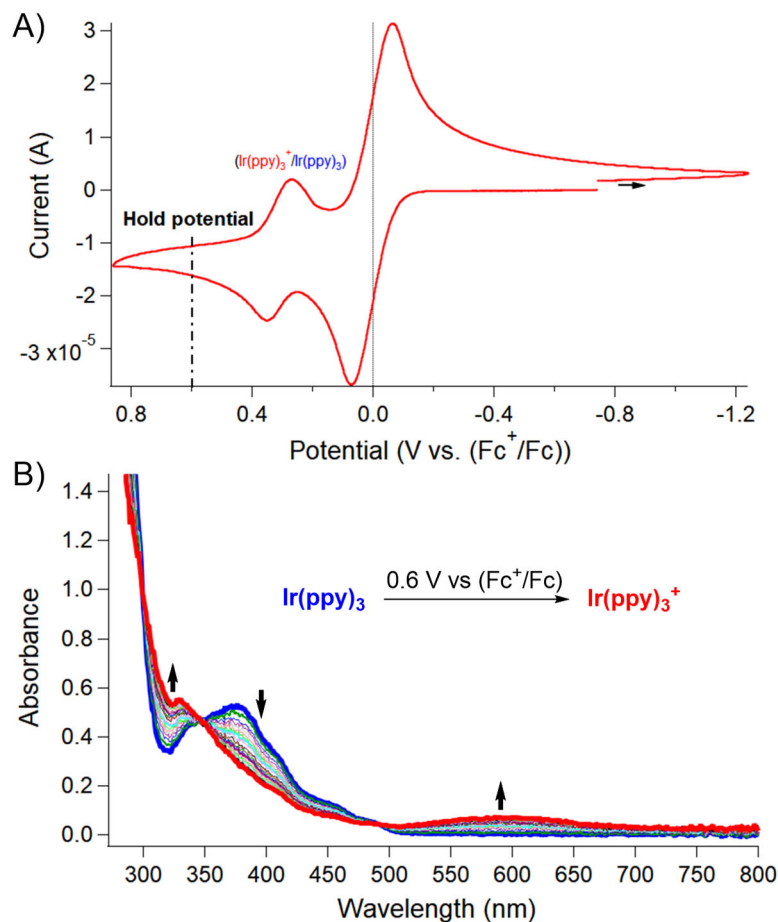 A)
3
2
1
0
-1
-2
-3 x10⁻⁵
Current (A)
(Ir(ppy)₃⁺/Ir(ppy)₃)
Hold potential
0.8 0.4 0.0 -0.4 -0.8 -1.2
Potential (V vs. (Fc⁺/Fc))
B)
1.4
1.2
1.0
0.8
0.6
0.4
0.2
0.0
Absorbance
0.6 V vs (Fc⁺/Fc)
Ir(ppy)₃ Ir(ppy)₃⁺
300 350 400 450 500 550 600 650 700 750 800
Wavelength (nm)